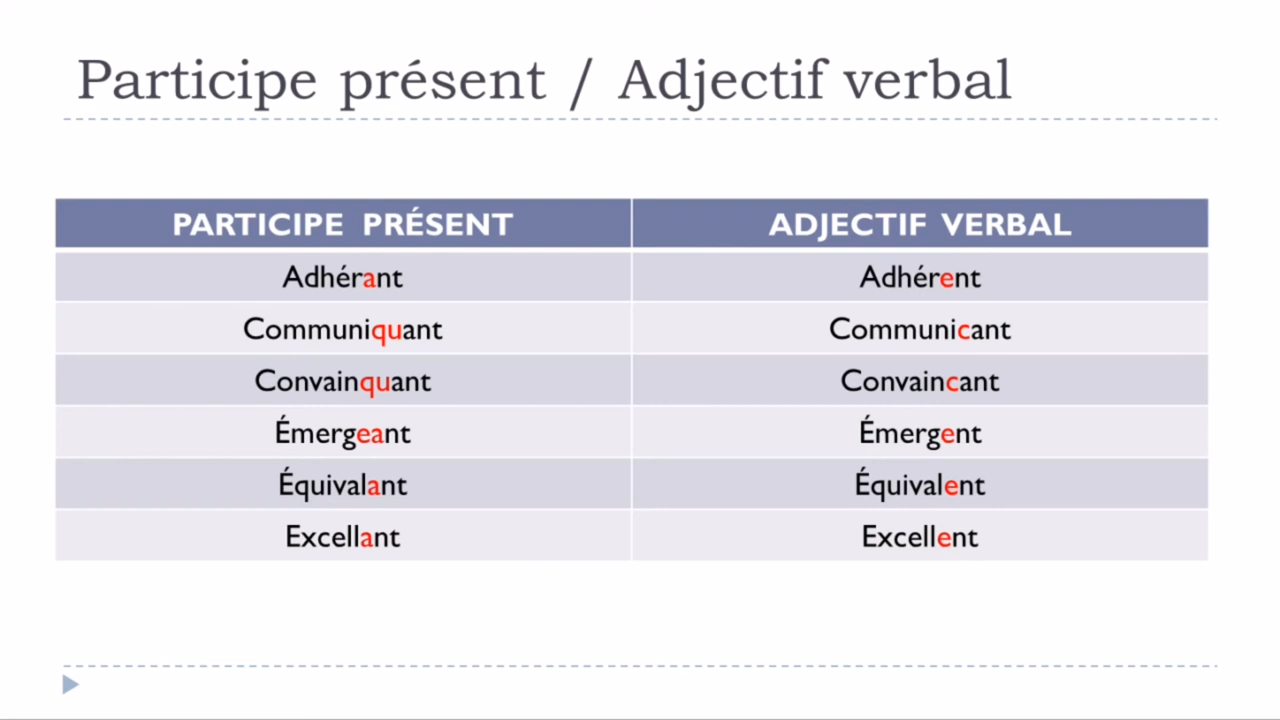 Participe présent / Adjectif verbal
PARTICIPE PRÉSENT ADJECTIF VERBAL
Adhérant Adhérent
Communiquant Communicant
Convainquant Convaincant
Émergeant Émergent
Équivalant Équivalent
Excellant Excellent